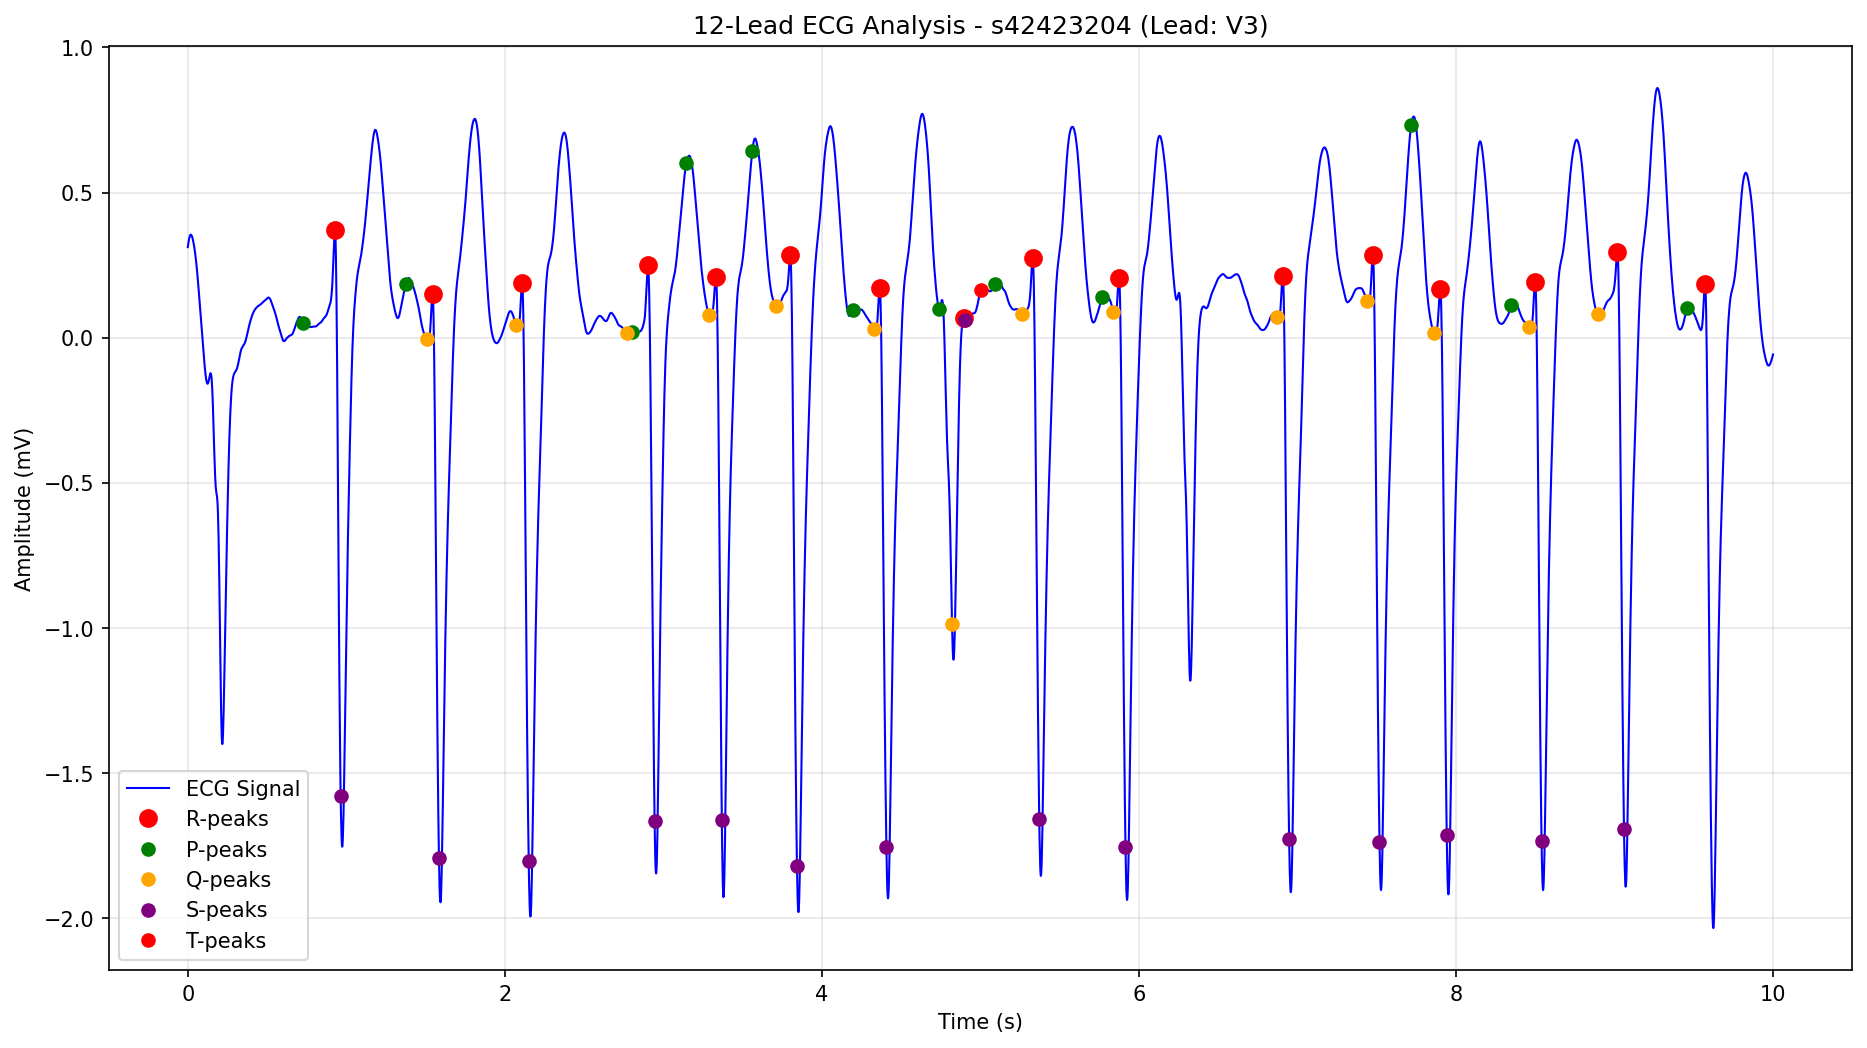 12-Lead ECG Analysis - s42423204 (Lead: V3)
Amplitude (mV)
1.0
0.5
0.0
−0.5
−1.0
−1.5
−2.0
ECG Signal
R-peaks
P-peaks
Q-peaks
S-peaks
T-peaks
0 2 4 6 8 10
Time (s)